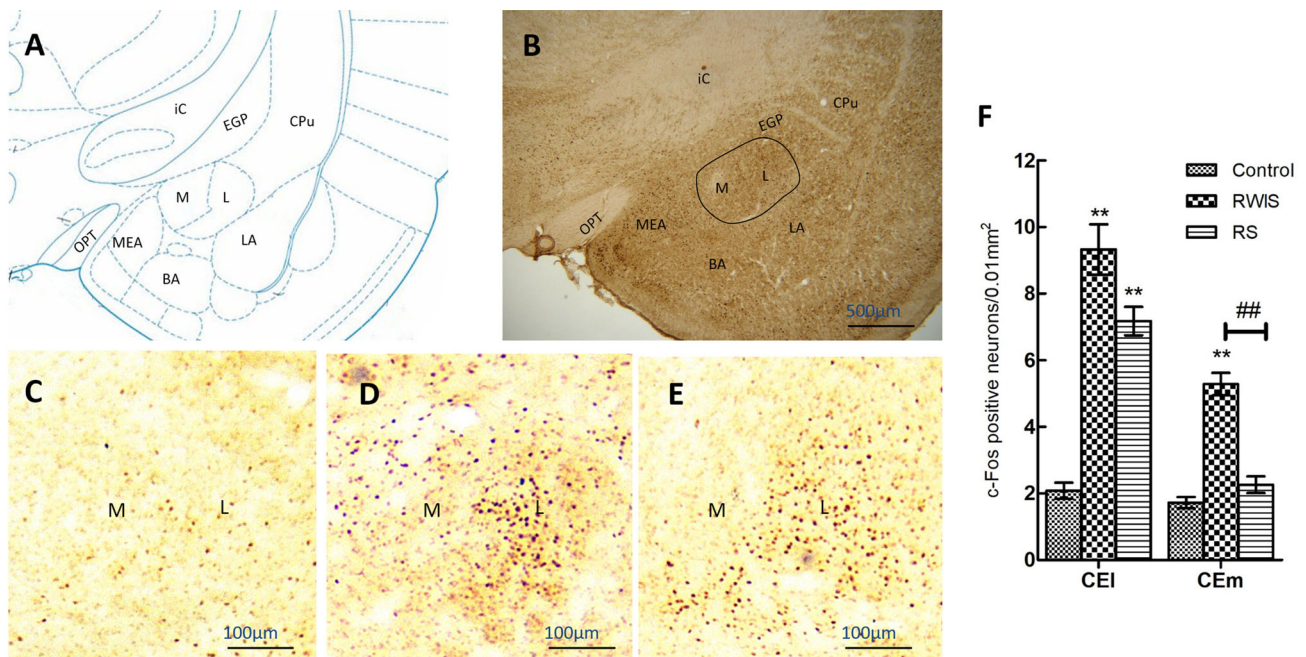 A
iC
EGP
CPu
M
L
OPT
MEA
LA
BA
B
iC
CPu
EGP
M
L
OPT
MEA
LA
BA
500μm
C
M
L
100μm
D
M
L
100μm
E
M
L
100μm
F
Control
RWIS
RS
c-Fos positive neurons/0.01mm²
12
10
8
6
4
2
0
**
**
**
##
CEl
CEm